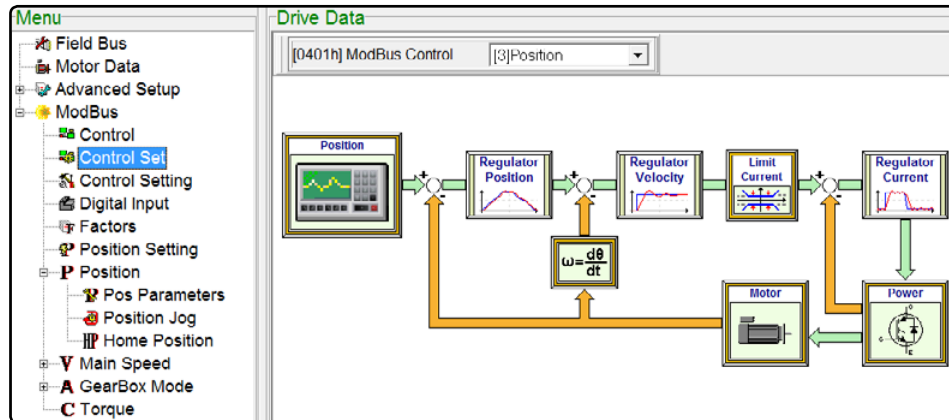 Menu
Field Bus
Motor Data
Advanced Setup
ModBus
Control
Control Set
Control Setting
Digital Input
Factors
Position Setting
P Position
Pos Parameters
Position Jog
HP Home Position
V Main Speed
A GearBox Mode
C Torque
Drive Data
[0401h] ModBus Control [3]Position
Position
Regulator
Position
Regulator
Velocity
Limit
Current
Regulator
Current
+
-
+
-
+
-
ω=dθ/dt
Motor
Power